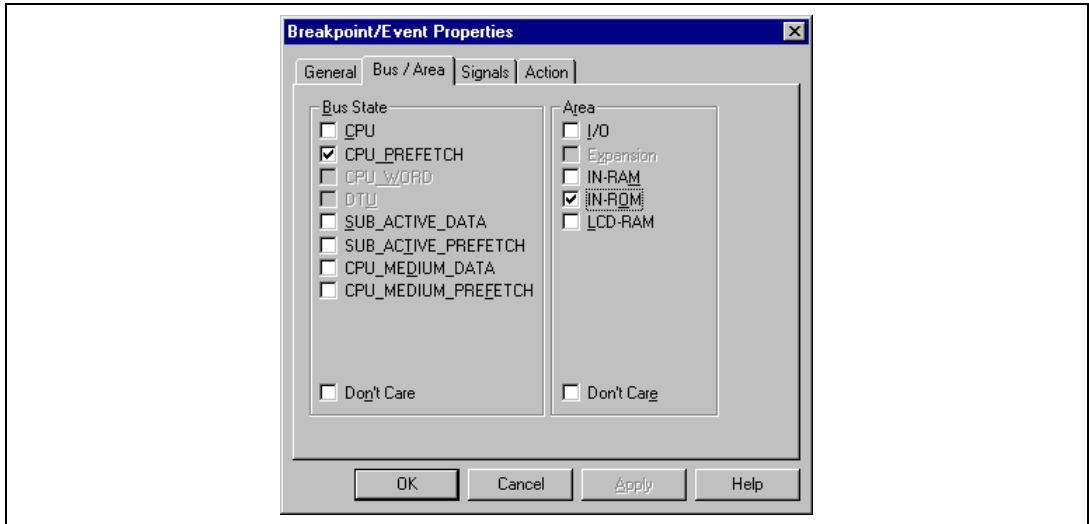 Breakpoint/Event Properties
General Bus / Area Signals Action
Bus State
CPU
CPU_PREFETCH
CPU_WORD
DTU
SUB_ACTIVE_DATA
SUB_ACTIVE_PREFETCH
CPU_MEDIUM_DATA
CPU_MEDIUM_PREFETCH
Don't Care
Area
I/O
Expansion
IN-RAM
IN-ROM
LCD-RAM
Don't Care
OK Cancel Apply Help